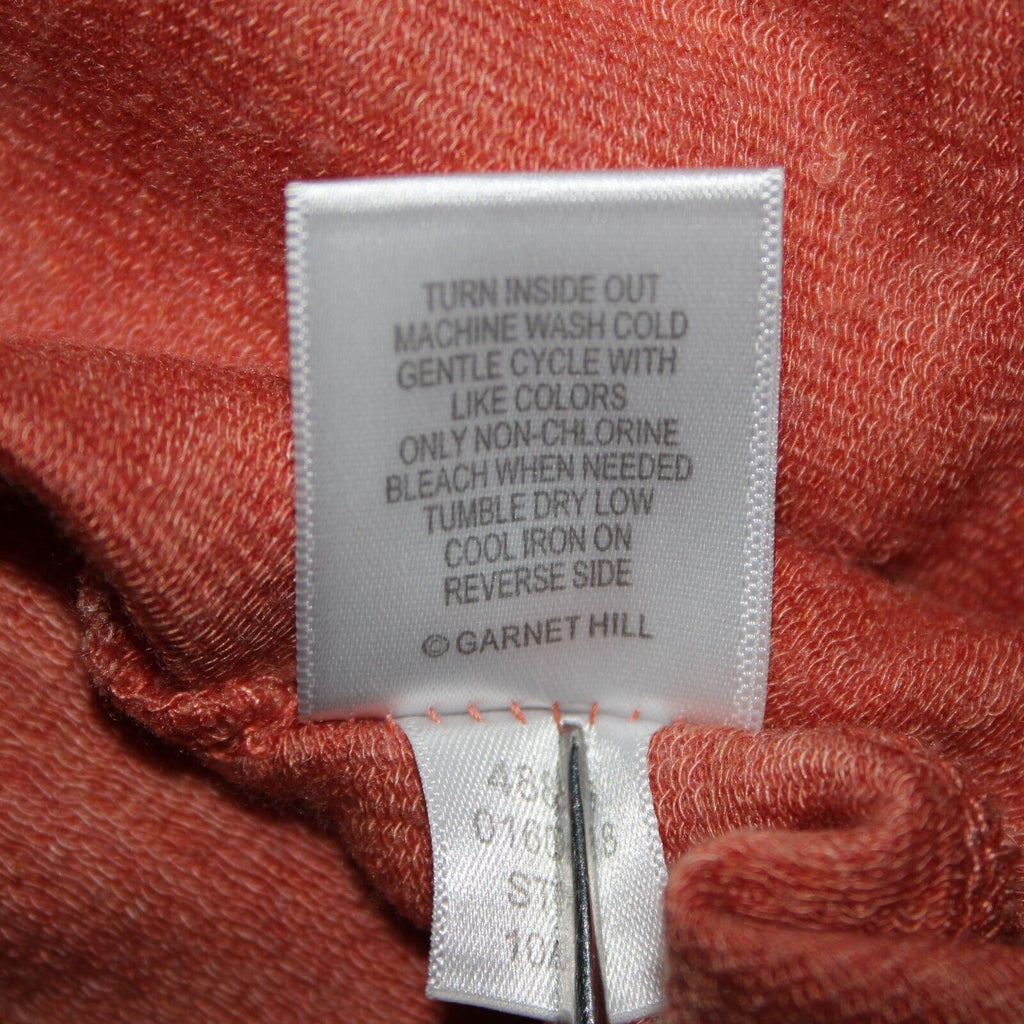 TURN INSIDE OUT
MACHINE WASH COLD
GENTLE CYCLE WITH
LIKE COLORS
ONLY NON-CHLORINE
BLEACH WHEN NEEDED
TUMBLE DRY LOW
COOL IRON ON
REVERSE SIDE
© GARNET HILL